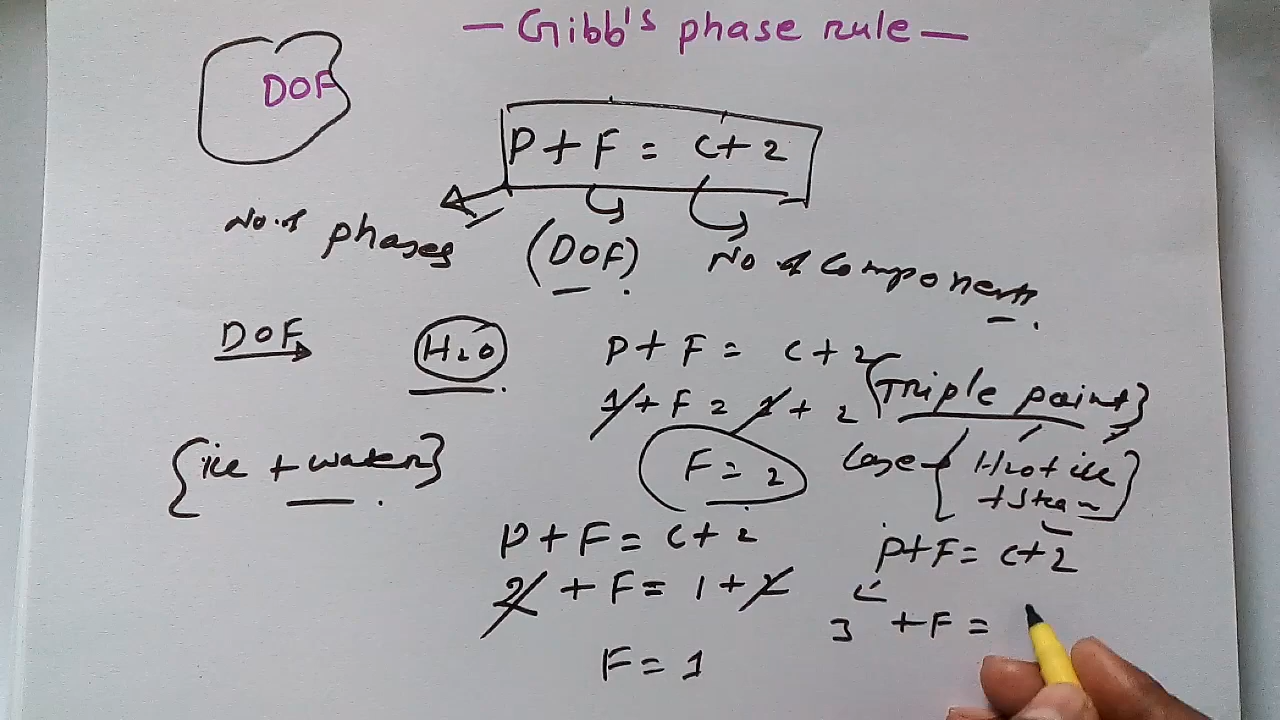 — Gibb's phase rule —
DOF
P + F = C + 2
No. of phases
(DOF)
No of Components.
DOF
H₂O
P + F = C + 2
1 + F = 1 + 2
F = 2
{ice + water}
P + F = C + 2
2 + F = 1 + 2
F = 1
(Triple point}
Case {H₂O + ice
+ Steam}
P + F = C + 2
3 + F =